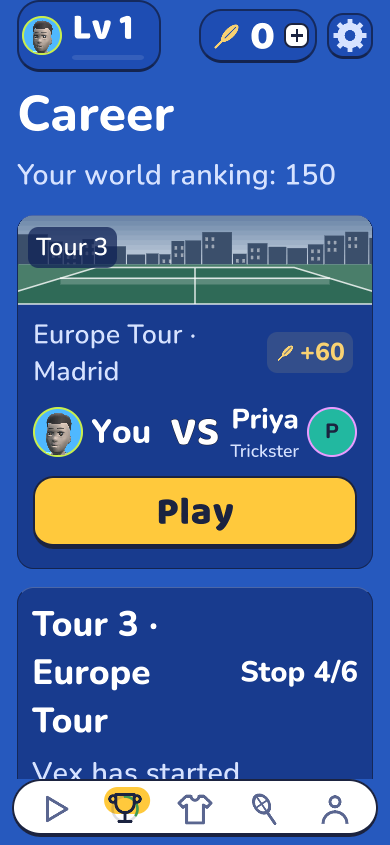 Lv 1
0
Career
Your world ranking: 150
Tour 3
Europe Tour ·
Madrid
+60
You VS Priya
Trickster
P
Play
Tour 3 ·
Europe
Tour
Stop 4/6
Vex has started